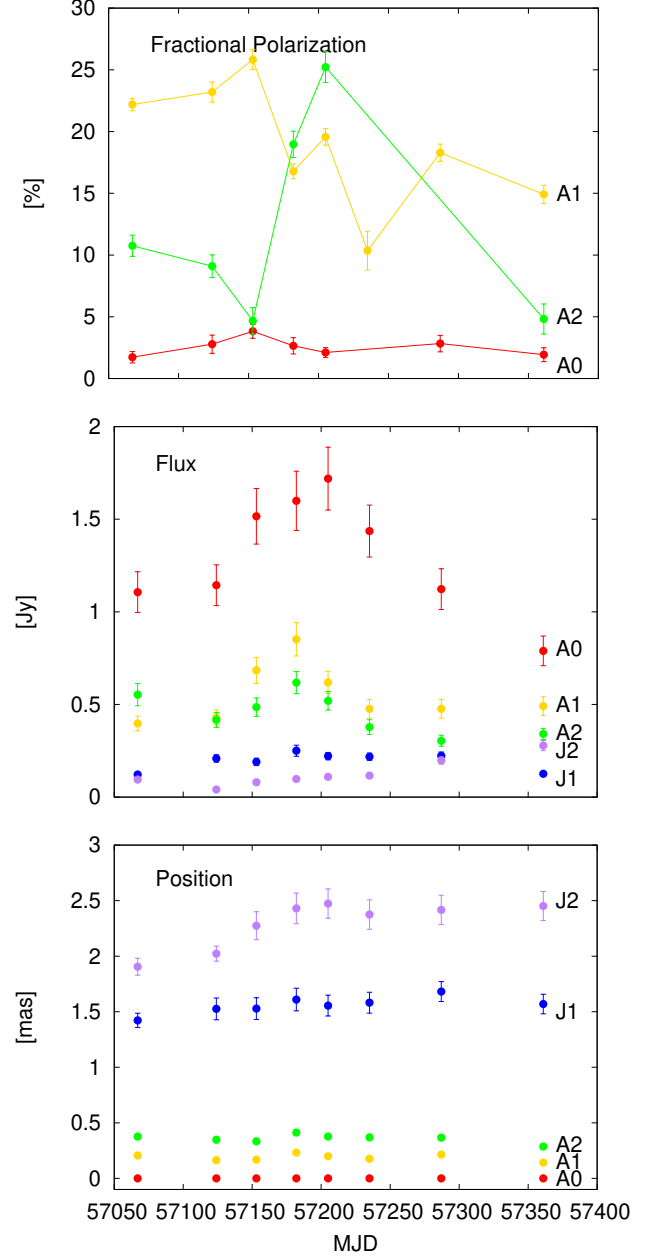 30
Fractional Polarization
25
20
[%]
15
A1
10
5
A2
A0
0
2
Flux
1.5
[Jy]
1
A0
0.5
A1
A2
J2
J1
0
3
Position
2.5
J2
2
[mas]
1.5
J1
1
0.5
A2
A1
0
A0
57050 57100 57150 57200 57250 57300 57350 57400
MJD